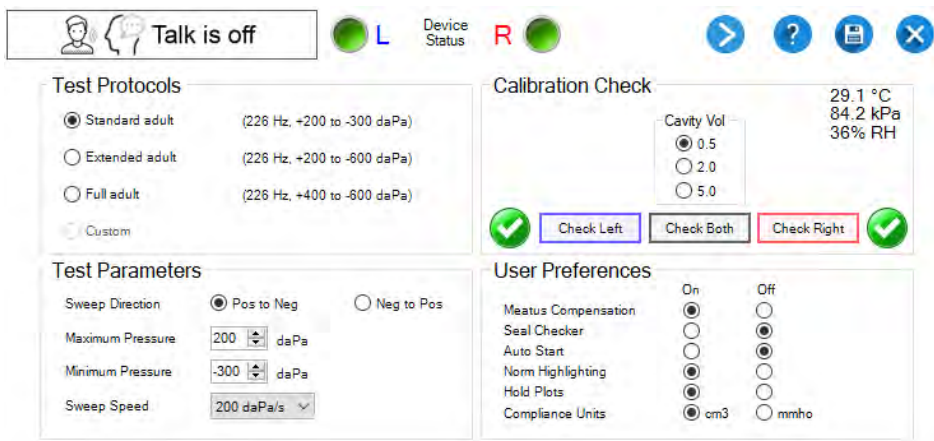 Talk is off
L
Device
Status
R
Test Protocols
Standard adult (226 Hz, +200 to -300 daPa)
Extended adult (226 Hz, +200 to -600 daPa)
Full adult (226 Hz, +400 to -600 daPa)
Custom
Calibration Check
29.1 °C
84.2 kPa
36% RH
Cavity Vol
0.5
2.0
5.0
Check Left Check Both Check Right
Test Parameters
Sweep Direction Pos to Neg Neg to Pos
Maximum Pressure 200 daPa
Minimum Pressure -300 daPa
Sweep Speed 200 daPa/s
User Preferences
On Off
Meatus Compensation
Seal Checker
Auto Start
Norm Highlighting
Hold Plots
Compliance Units cm3 mmho